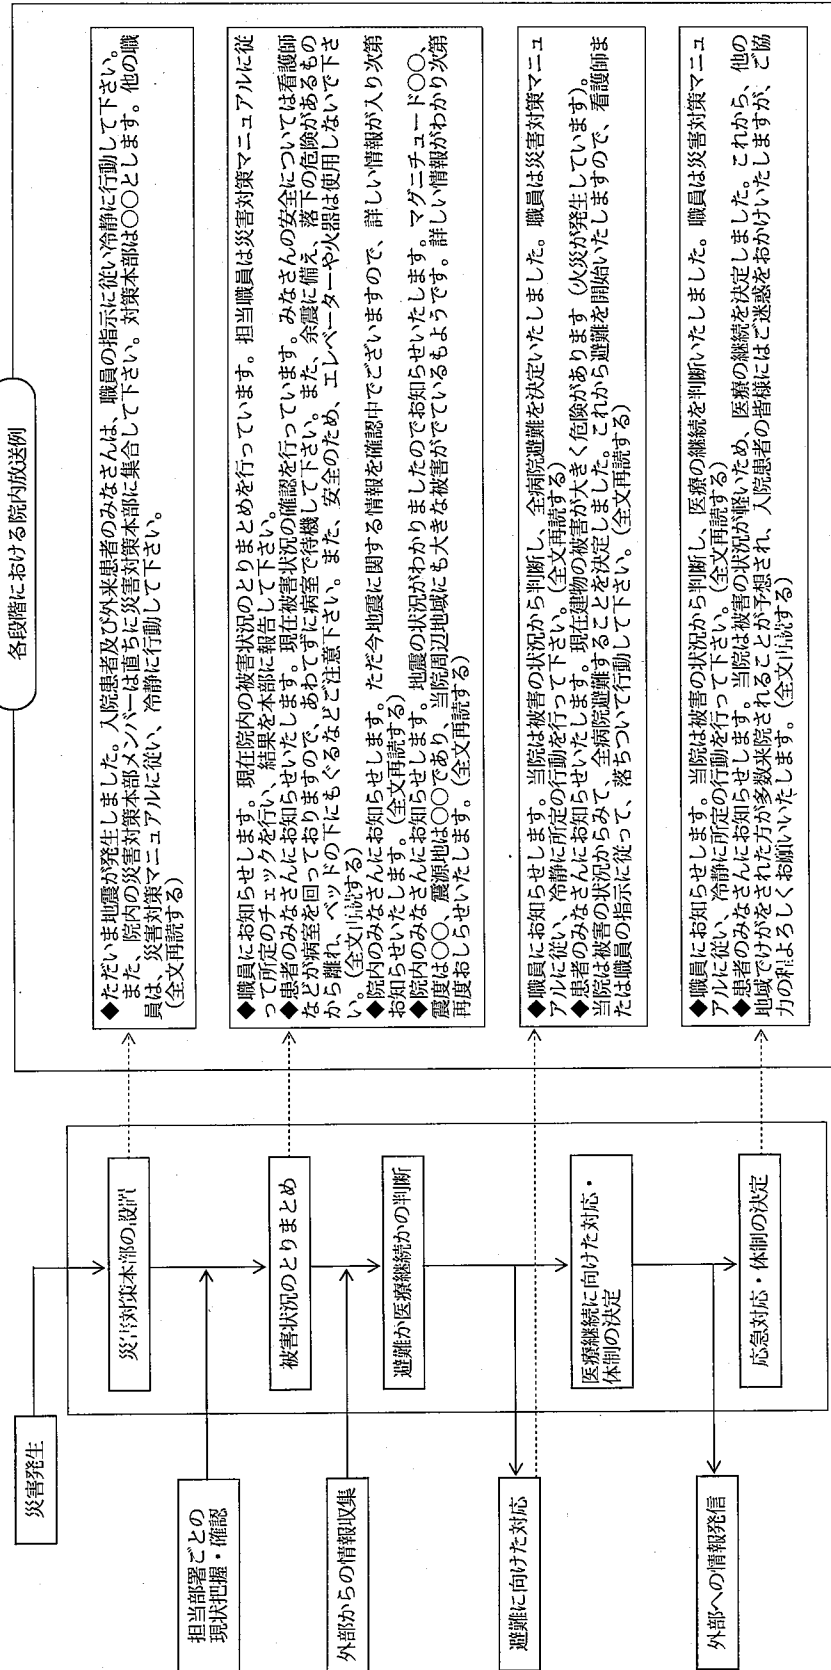 災害発生
担当部署ごとの
現状把握・確認
外部からの情報収集
避難に向けた対応
外部への情報発信
災害対策本部の設置
被害状況のとりまとめ
避難か医療継続かの判断
医療継続に向けた対応・
体制の決定
応急対応・体制の決定
各段階における院内放送例
◆ただいま地震が発生しました。入院患者及び外来患者のみなさんは、職員の指示に従い冷静に行動して下さい。
また、院内の災害対策本部メンバーは直ちに災害対策本部に集合して下さい。対策本部は〇〇とします。他の職
員は、災害対策マニュアルに従い、冷静に行動して下さい。
(全文再読する)
◆職員にお知らせします。現在院内の被害状況のとりまとめを行っています。担当職員は災害対策マニュアルに従
って所定のチェックを行い、結果を本部に報告して下さい。
◆患者のみなさんにお知らせいたします。現在被害状況の確認を行っています。みなさんの安全については看護師
などが病室を回っておりますので、あわてずに病室で待機して下さい。また、余震に備え、落下の危険があるもの
から離れ、ベッドの下にもぐるなどご注意下さい。また、安全のため、エレベーターや火器は使用しないで下さ
い。(全文再読する)
◆院内のみなさんにお知らせします。ただ今地震に関する情報を確認中でございますので、詳しい情報が入り次第
お知らせいたします。(全文再読する)
◆院内のみなさんにお知らせします。地震の状況がわかりましたのでお知らせいたします。マグニチュード〇〇、
震度は〇〇、震源地は〇〇であり、当院周辺地域にも大きな被害がでているもようです。詳しい情報がわかり次第
再度おしらせいたします。(全文再読する)
◆職員にお知らせします。当院は被害の状況から判断し、全病院避難を決定いたしました。職員は災害対策マニュ
アルに従い、冷静に所定の行動を行って下さい。(全文再読する)
◆患者のみなさんにお知らせいたします。現在建物の被害が大きく危険があります(火災が発生しています)。
当院は被害の状況からみて、全病院避難することを決定しました。これから避難を開始いたしますので、看護師ま
たは職員の指示に従って、落ちついて行動して下さい。(全文再読する)
◆職員にお知らせします。当院は被害の状況から判断し、医療の継続を判断いたしました。職員は災害対策マニュ
アルに従い、冷静に所定の行動を行って下さい。(全文再読する)
◆患者のみなさんにお知らせします。当院は被害の状況が軽いため、医療の継続を決定しました。これから、他の
地域でけがをされた方が多数来院されることが予想され、入院患者の皆様にはご迷惑をおかけいたしますが、ご協
力の程よろしくお願いいたします。(全文再読する)